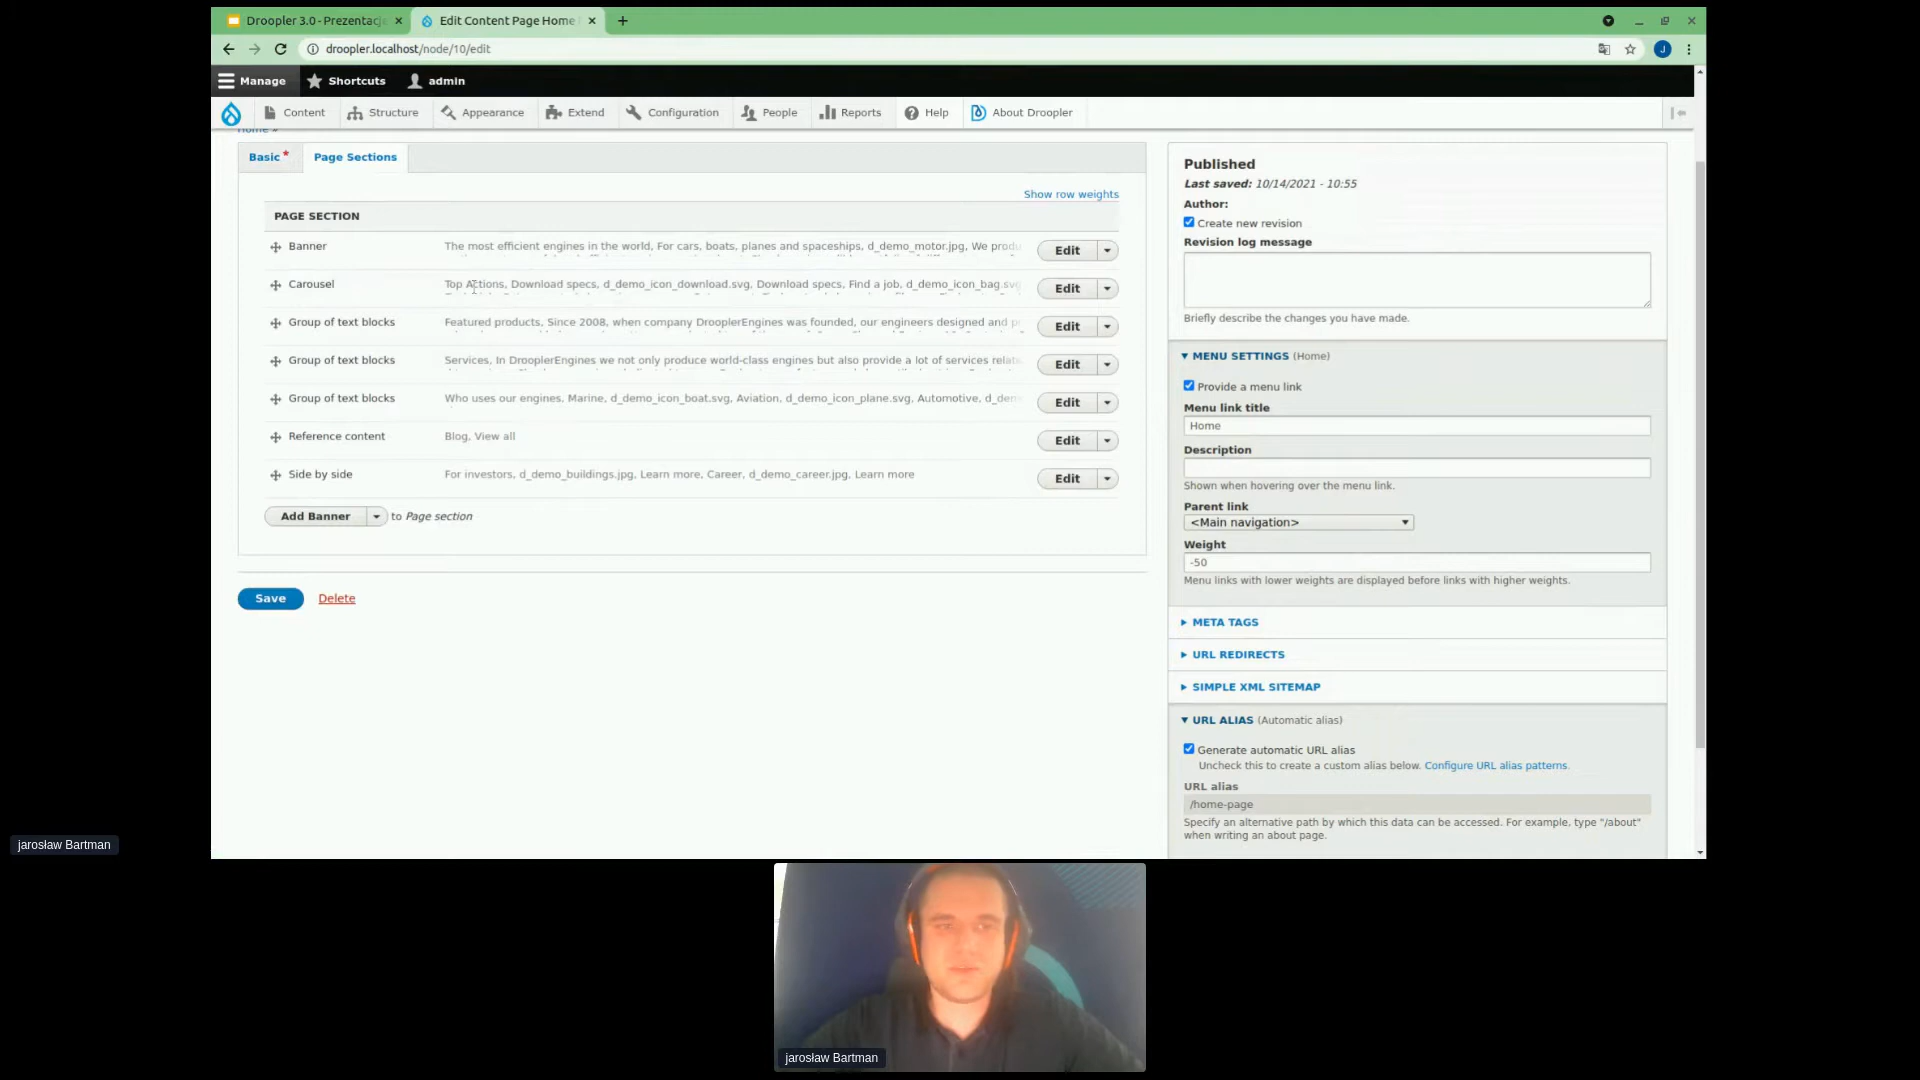 Droopler 3.0 - Prezentacje
Edit Content Page Home
droopler.localhost/node/10/edit
J
Manage
Shortcuts
admin
Content
Structure
Appearance
Extend
Configuration
People
Reports
Help
About Droopler
Home »
Basic *
Page Sections
Show row weights
PAGE SECTION
Banner
The most efficient engines in the world, For cars, boats, planes and spaceships, d_demo_motor.jpg, We produ
Edit
Carousel
Top Actions, Download specs, d_demo_icon_download.svg, Download specs, Find a job, d_demo_icon_bag.svg
Edit
Group of text blocks
Featured products, Since 2008, when company DrooplerEngines was founded, our engineers designed and pr
Edit
Group of text blocks
Services, In DrooplerEngines we not only produce world-class engines but also provide a lot of services relate
Edit
Group of text blocks
Who uses our engines, Marine, d_demo_icon_boat.svg, Aviation, d_demo_icon_plane.svg, Automotive, d_dem
Edit
Reference content
Blog, View all
Edit
Side by side
For investors, d_demo_buildings.jpg, Learn more, Career, d_demo_career.jpg, Learn more
Edit
Add Banner
to Page section
Save
Delete
Published
Last saved: 10/14/2021 - 10:55
Author:
Create new revision
Revision log message
Briefly describe the changes you have made.
MENU SETTINGS (Home)
Provide a menu link
Menu link title
Home
Description
Shown when hovering over the menu link.
Parent link
<Main navigation>
Weight
-50
Menu links with lower weights are displayed before links with higher weights.
META TAGS
URL REDIRECTS
SIMPLE XML SITEMAP
URL ALIAS (Automatic alias)
Generate automatic URL alias
Uncheck this to create a custom alias below. Configure URL alias patterns.
URL alias
/home-page
Specify an alternative path by which this data can be accessed. For example, type "/about"
when writing an about page.
jarosław Bartman
jarosław Bartman